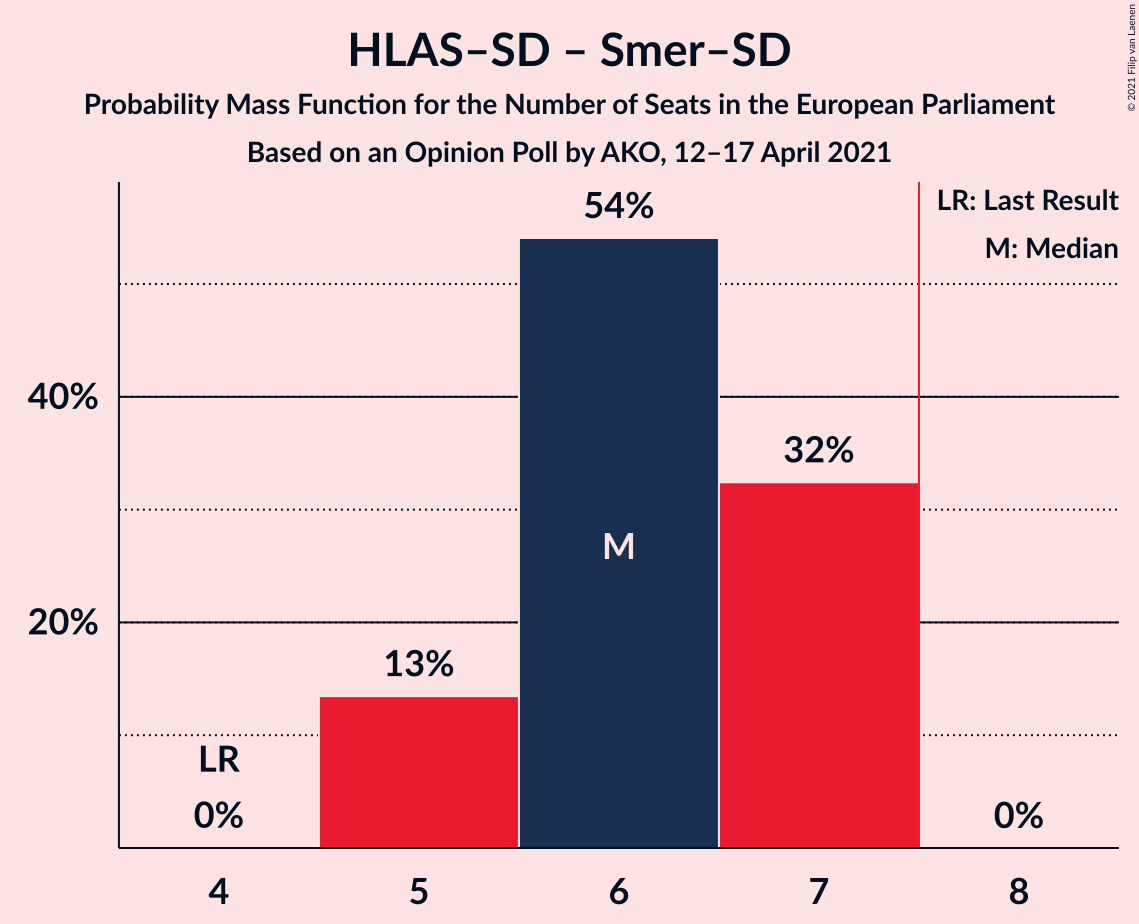 HLAS–SD – Smer–SD
Probability Mass Function for the Number of Seats in the European Parliament
Based on an Opinion Poll by AKO, 12–17 April 2021
© 2021 Filip van Laenen
LR: Last Result
M: Median
54%
40%
32%
M
20%
13%
LR
0%
0%
4
5
6
7
8